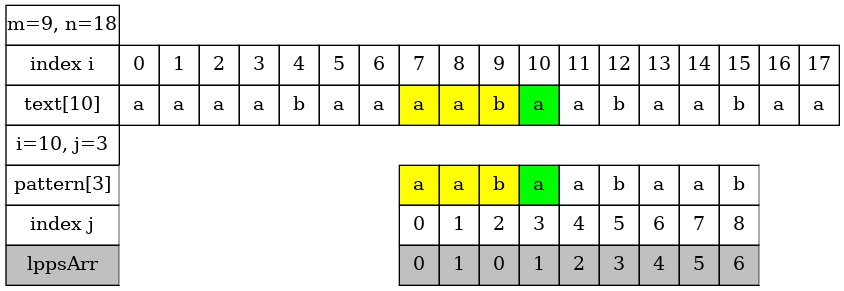 m=9, n=18
index i 0 1 2 3 4 5 6 7 8 9 10 11 12 13 14 15 16 17
text[10] a a a a b a a a a b a a b a a b a a
i=10, j=3
pattern[3] a a b a a b a a b
index j 0 1 2 3 4 5 6 7 8
lppsArr 0 1 0 1 2 3 4 5 6